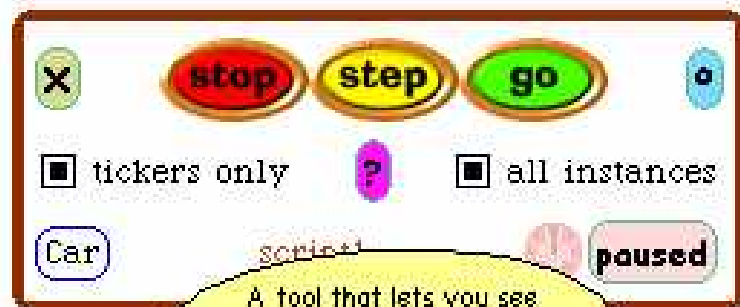 X stop step go o
tickers only ? all instances
Car script1 paused
A tool that lets you see